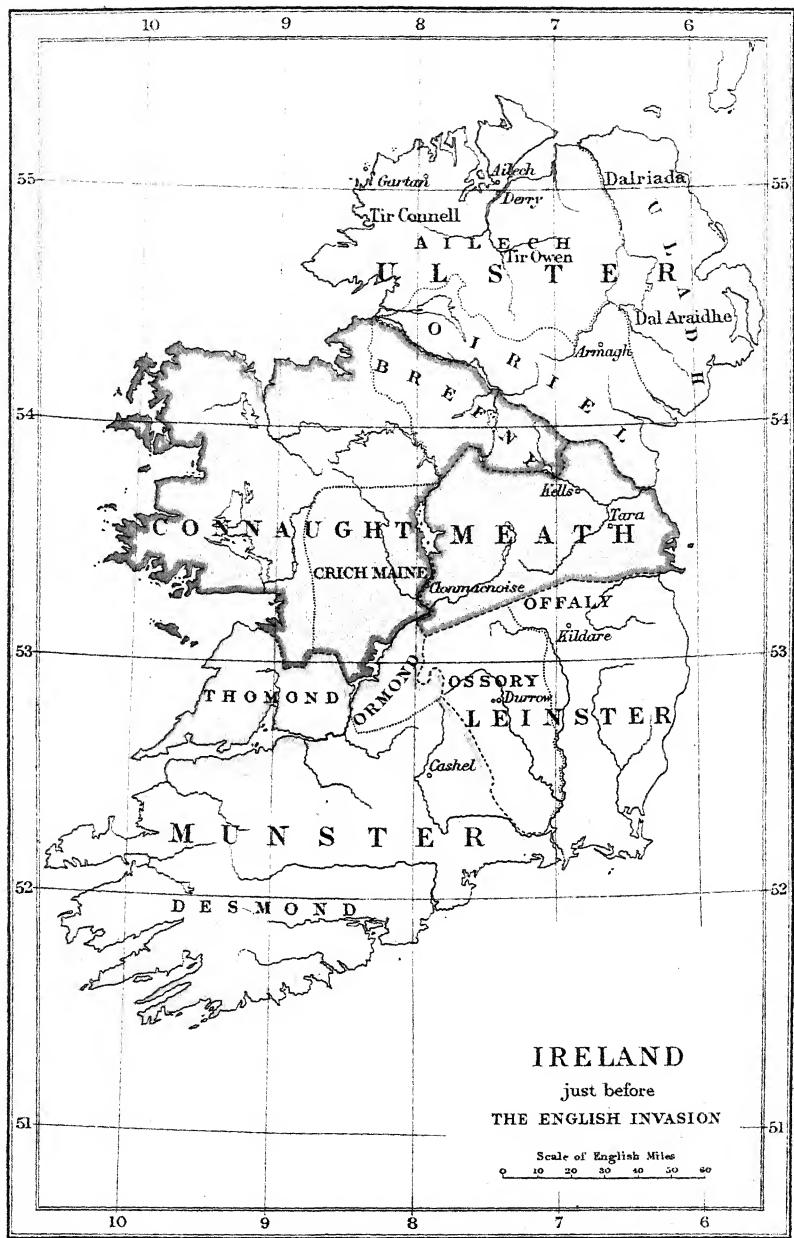 10 9 8 7 6
55 55
Gartan
Ailech
Derry
Dalriada
Tir Connell
AILECH
Tir Owen
ULSTER
ULADH
Dal Araidhe
OIRIEL
Armagh
BREFNY
54 54
Kells
Tara
CONNAUGHT
MEATH
CRICH MAINE
Clonmacnoise
OFFALY
Kildare
53 53
THOMOND
ORMOND
OSSORY
Durrow
LEINSTER
Cashel
MUNSTER
52 52
DESMOND
IRELAND
just before
THE ENGLISH INVASION
51 51
Scale of English Miles
0 10 20 30 40 50 60
10 9 8 7 6